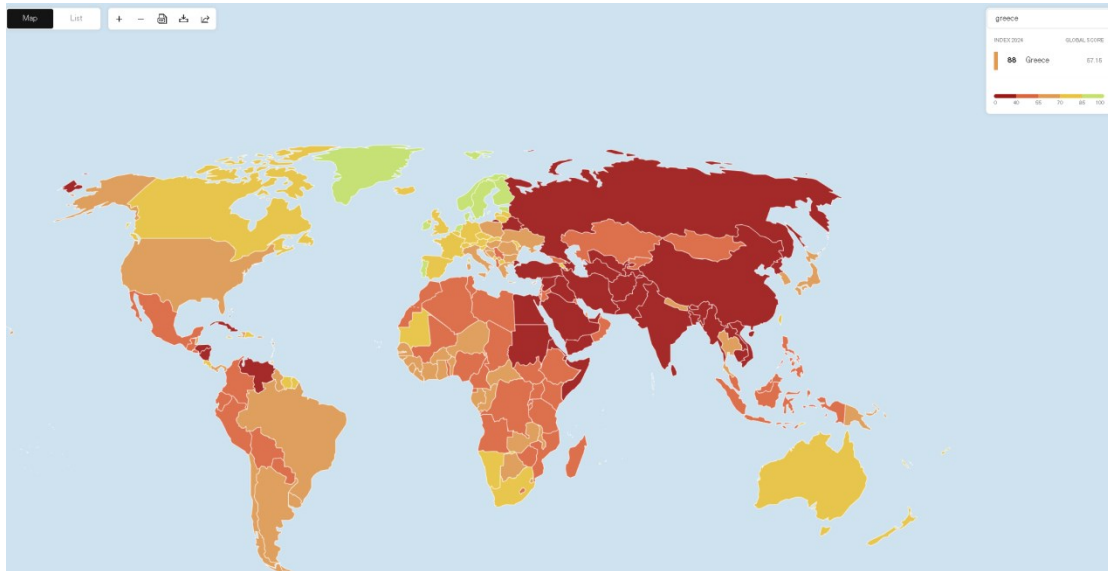 Map List + −
greece
INDEX 2024 GLOBAL SCORE
88 Greece 57.15
0 40 55 70 85 100